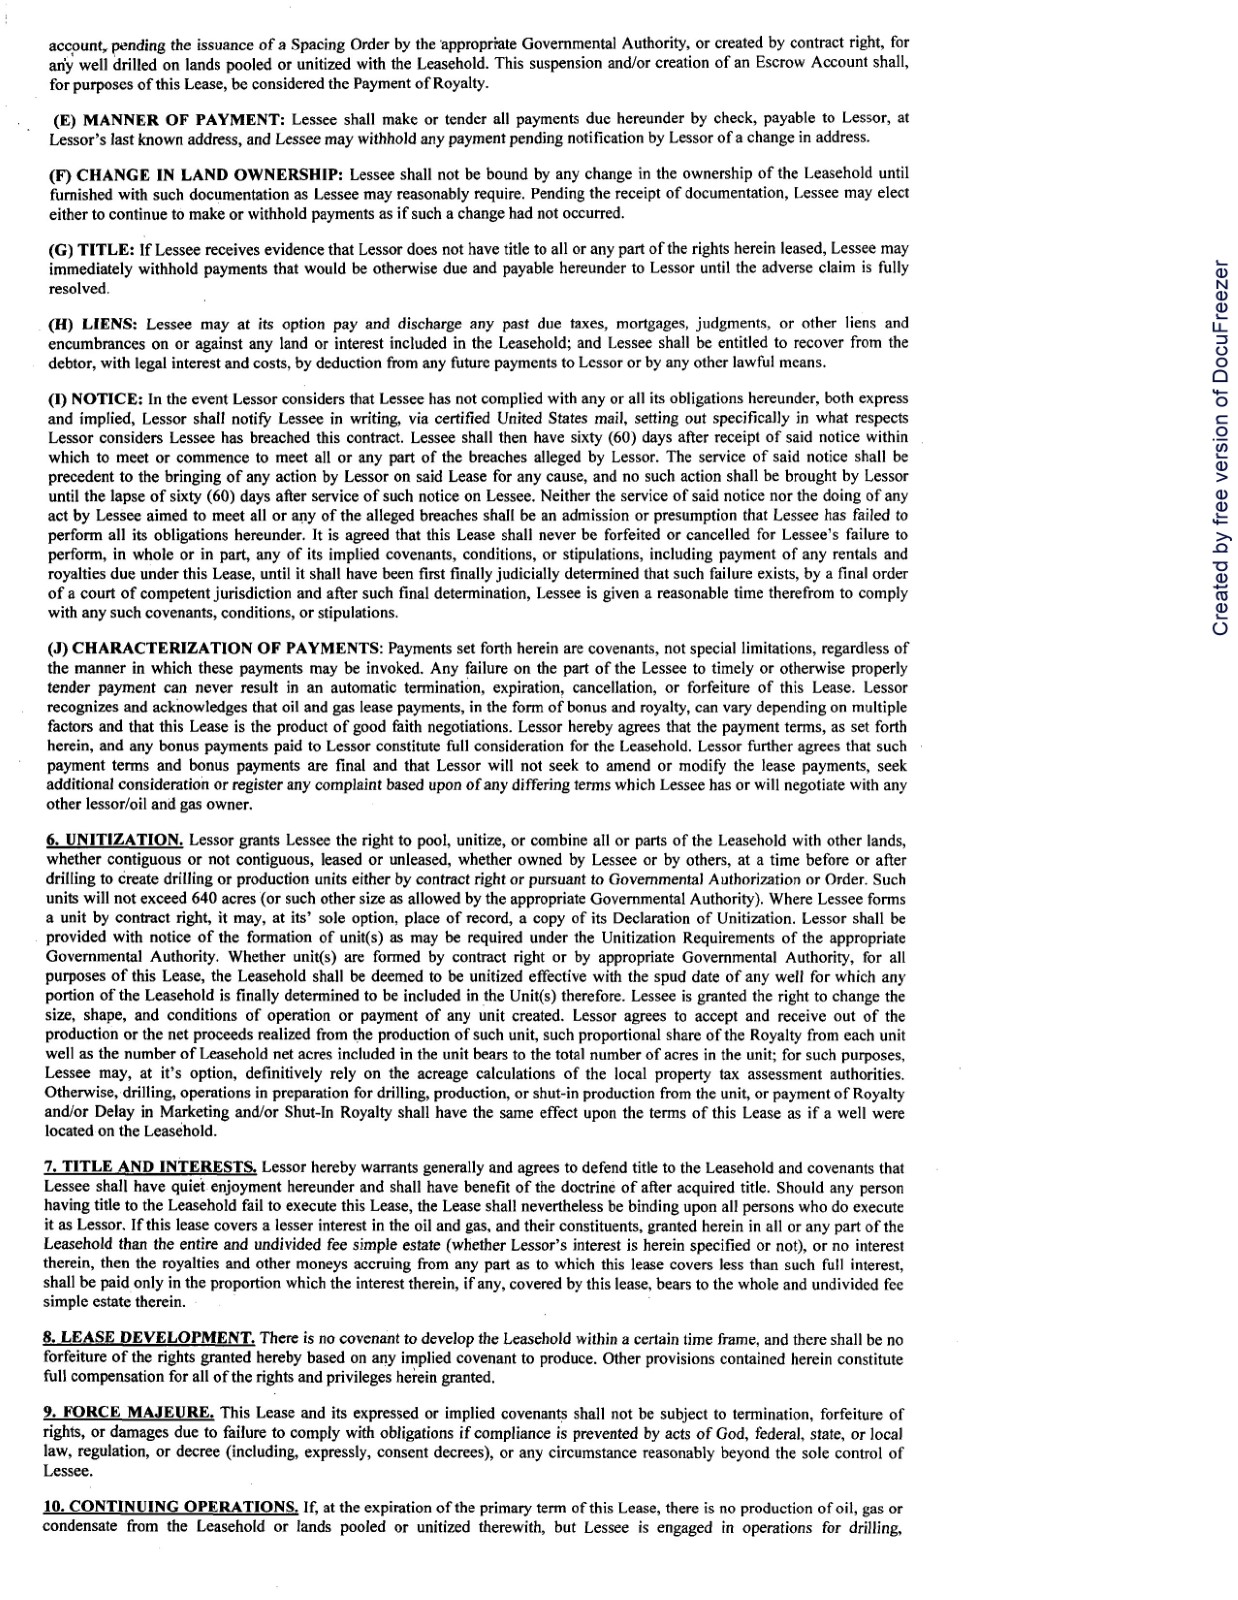 account, pending the issuance of a Spacing Order by the appropriate Governmental Authority, or created by contract right, for
any well drilled on lands pooled or unitized with the Leasehold. This suspension and/or creation of an Escrow Account shall,
for purposes of this Lease, be considered the Payment of Royalty.
(E) MANNER OF PAYMENT: Lessee shall make or tender all payments due hereunder by check, payable to Lessor, at
Lessor's last known address, and Lessee may withhold any payment pending notification by Lessor of a change in address.
(F) CHANGE IN LAND OWNERSHIP: Lessee shall not be bound by any change in the ownership of the Leasehold until
furnished with such documentation as Lessee may reasonably require. Pending the receipt of documentation, Lessee may elect
either to continue to make or withhold payments as if such a change had not occurred.
(G) TITLE: If Lessee receives evidence that Lessor does not have title to all or any part of the rights herein leased, Lessee may
immediately withhold payments that would be otherwise due and payable hereunder to Lessor until the adverse claim is fully
resolved.
(H) LIENS: Lessee may at its option pay and discharge any past due taxes, mortgages, judgments, or other liens and
encumbrances on or against any land or interest included in the Leasehold; and Lessee shall be entitled to recover from the
debtor, with legal interest and costs, by deduction from any future payments to Lessor or by any other lawful means.
(I) NOTICE: In the event Lessor considers that Lessee has not complied with any or all its obligations hereunder, both express
and implied, Lessor shall notify Lessee in writing, via certified United States mail, setting out specifically in what respects
Lessor considers Lessee has breached this contract. Lessee shall then have sixty (60) days after receipt of said notice within
which to meet or commence to meet all or any part of the breaches alleged by Lessor. The service of said notice shall be
precedent to the bringing of any action by Lessor on said Lease for any cause, and no such action shall be brought by Lessor
until the lapse of sixty (60) days after service of such notice on Lessee. Neither the service of said notice nor the doing of any
act by Lessee aimed to meet all or any of the alleged breaches shall be an admission or presumption that Lessee has failed to
perform all its obligations hereunder. It is agreed that this Lease shall never be forfeited or cancelled for Lessee's failure to
perform, in whole or in part, any of its implied covenants, conditions, or stipulations, including payment of any rentals and
royalties due under this Lease, until it shall have been first finally judicially determined that such failure exists, by a final order
of a court of competent jurisdiction and after such final determination, Lessee is given a reasonable time therefrom to comply
with any such covenants, conditions, or stipulations.
(J) CHARACTERIZATION OF PAYMENTS: Payments set forth herein are covenants, not special limitations, regardless of
the manner in which these payments may be invoked. Any failure on the part of the Lessee to timely or otherwise properly
tender payment can never result in an automatic termination, expiration, cancellation, or forfeiture of this Lease. Lessor
recognizes and acknowledges that oil and gas lease payments, in the form of bonus and royalty, can vary depending on multiple
factors and that this Lease is the product of good faith negotiations. Lessor hereby agrees that the payment terms, as set forth
herein, and any bonus payments paid to Lessor constitute full consideration for the Leasehold. Lessor further agrees that such
payment terms and bonus payments are final and that Lessor will not seek to amend or modify the lease payments, seek
additional consideration or register any complaint based upon of any differing terms which Lessee has or will negotiate with any
other lessor/oil and gas owner.
6. UNITIZATION. Lessor grants Lessee the right to pool, unitize, or combine all or parts of the Leasehold with other lands,
whether contiguous or not contiguous, leased or unleased, whether owned by Lessee or by others, at a time before or after
drilling to create drilling or production units either by contract right or pursuant to Governmental Authorization or Order. Such
units will not exceed 640 acres (or such other size as allowed by the appropriate Governmental Authority). Where Lessee forms
a unit by contract right, it may, at its' sole option, place of record, a copy of its Declaration of Unitization. Lessor shall be
provided with notice of the formation of unit(s) as may be required under the Unitization Requirements of the appropriate
Governmental Authority. Whether unit(s) are formed by contract right or by appropriate Governmental Authority, for all
purposes of this Lease, the Leasehold shall be deemed to be unitized effective with the spud date of any well for which any
portion of the Leasehold is finally determined to be included in the Unit(s) therefore. Lessee is granted the right to change the
size, shape, and conditions of operation or payment of any unit created. Lessor agrees to accept and receive out of the
production or the net proceeds realized from the production of such unit, such proportional share of the Royalty from each unit
well as the number of Leasehold net acres included in the unit bears to the total number of acres in the unit; for such purposes,
Lessee may, at it's option, definitively rely on the acreage calculations of the local property tax assessment authorities.
Otherwise, drilling, operations in preparation for drilling, production, or shut-in production from the unit, or payment of Royalty
and/or Delay in Marketing and/or Shut-In Royalty shall have the same effect upon the terms of this Lease as if a well were
located on the Leasehold.
7. TITLE AND INTERESTS. Lessor hereby warrants generally and agrees to defend title to the Leasehold and covenants that
Lessee shall have quiet enjoyment hereunder and shall have benefit of the doctrine of after acquired title. Should any person
having title to the Leasehold fail to execute this Lease, the Lease shall nevertheless be binding upon all persons who do execute
it as Lessor. If this lease covers a lesser interest in the oil and gas, and their constituents, granted herein in all or any part of the
Leasehold than the entire and undivided fee simple estate (whether Lessor's interest is herein specified or not), or no interest
therein, then the royalties and other moneys accruing from any part as to which this lease covers less than such full interest,
shall be paid only in the proportion which the interest therein, if any, covered by this lease, bears to the whole and undivided fee
simple estate therein.
8. LEASE DEVELOPMENT. There is no covenant to develop the Leasehold within a certain time frame, and there shall be no
forfeiture of the rights granted hereby based on any implied covenant to produce. Other provisions contained herein constitute
full compensation for all of the rights and privileges herein granted.
9. FORCE MAJEURE. This Lease and its expressed or implied covenants shall not be subject to termination, forfeiture of
rights, or damages due to failure to comply with obligations if compliance is prevented by acts of God, federal, state, or local
law, regulation, or decree (including, expressly, consent decrees), or any circumstance reasonably beyond the sole control of
Lessee.
10. CONTINUING OPERATIONS. If, at the expiration of the primary term of this Lease, there is no production of oil, gas or
condensate from the Leasehold or lands pooled or unitized therewith, but Lessee is engaged in operations for drilling,
Created by free version of DocuFreezer